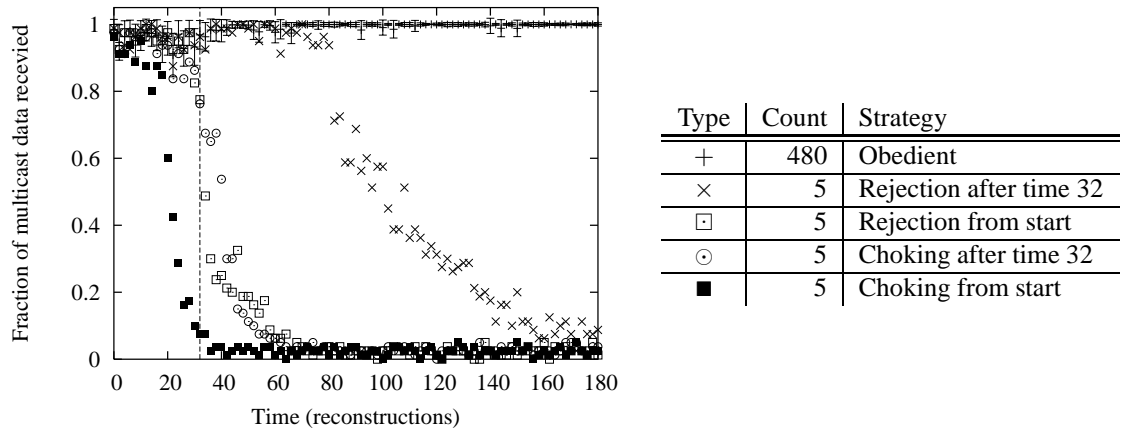 Fraction of multicast data recevied
1
0.8
0.6
0.4
0.2
0
0 20 40 60 80 100 120 140 160 180
Time (reconstructions)
Type Count Strategy
+ 480 Obedient
× 5 Rejection after time 32
⊡ 5 Rejection from start
⊙ 5 Choking after time 32
■ 5 Choking from start